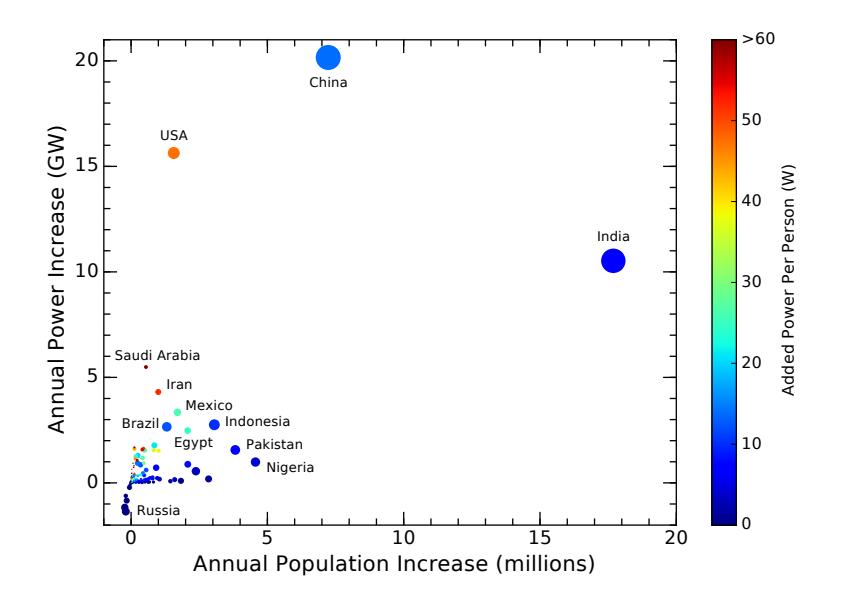 20
15
10
5
0
Annual Power Increase (GW)
China
USA
India
Saudi Arabia
Iran
Mexico
Brazil
Indonesia
Egypt
Pakistan
Nigeria
Russia
0 5 10 15 20
Annual Population Increase (millions)
>60
50
40
30
20
10
0
Added Power Per Person (W)